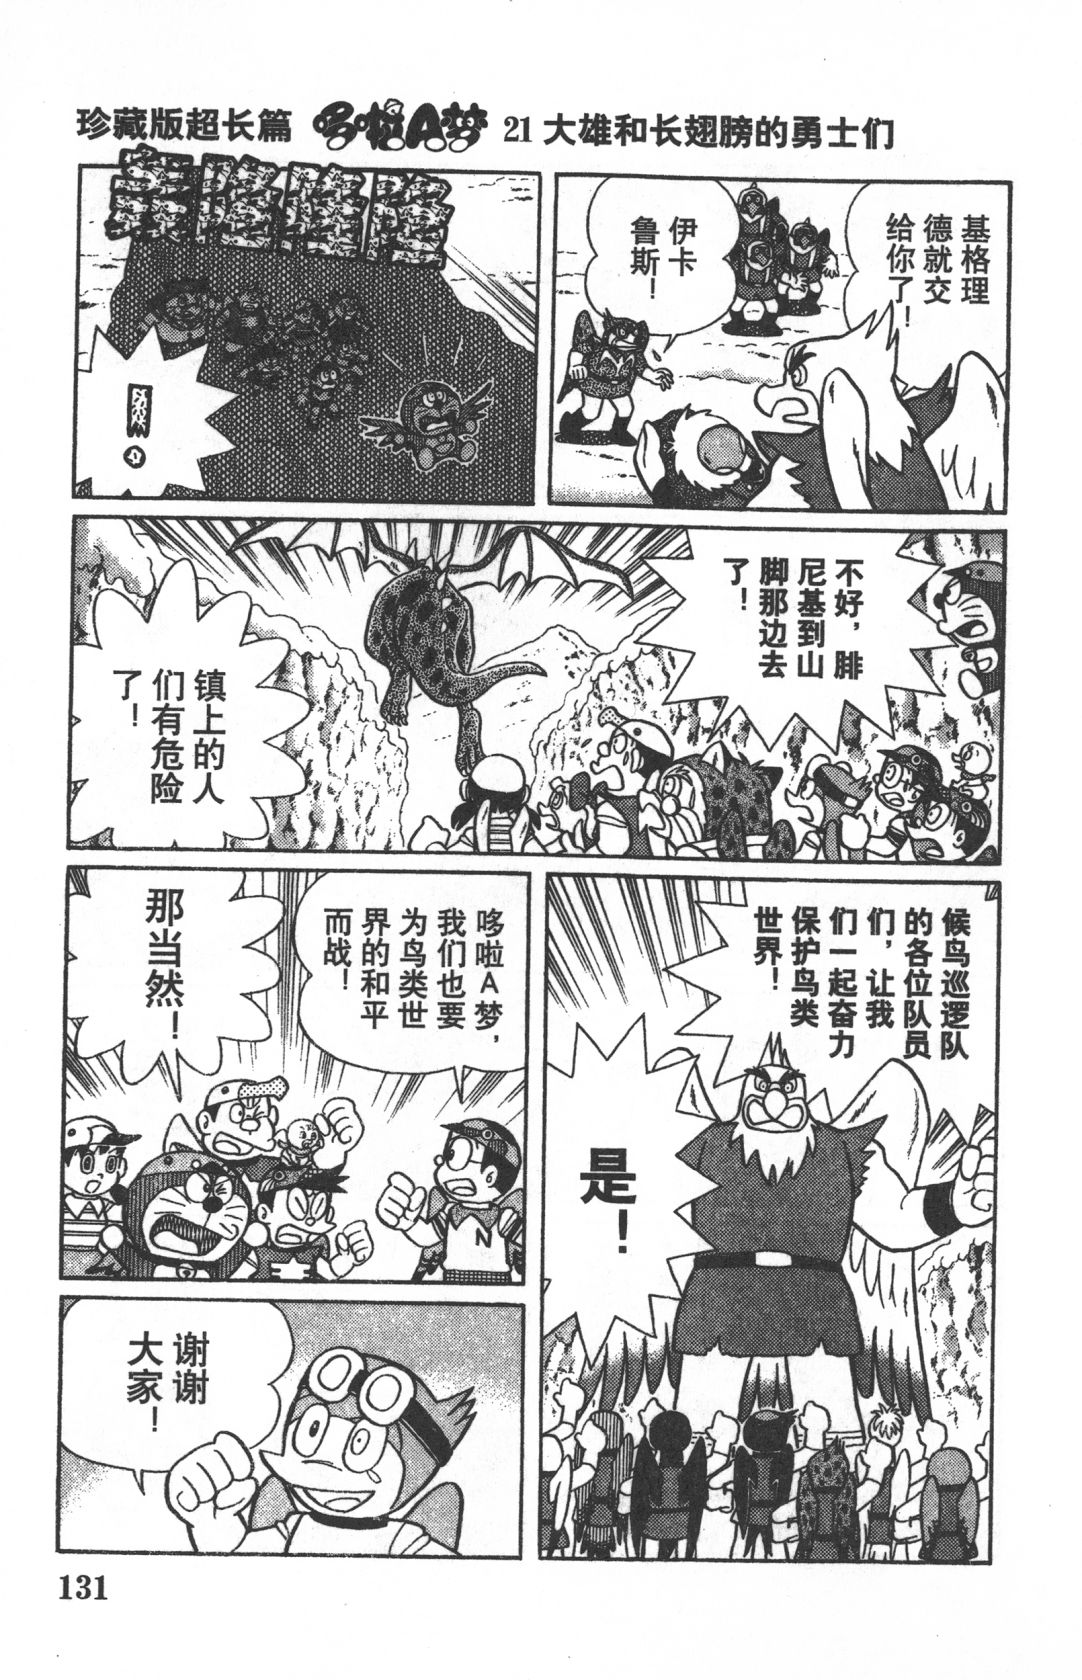 珍藏版超长篇 哆啦A梦 21 大雄和长翅膀的勇士们
基格理
德就交
给你了！
伊卡
鲁斯！
轰隆隆隆
！
不好，腓
尼基到山
脚那边去
了！
镇上的人
们有危险
了！
候鸟巡逻队
的各位队员
们，让我
们一起奋力
保护鸟类
世界！
是！
哆啦A梦，
我们也要
为鸟类世
界的和平
而战！
那当然！
谢谢
大家！
131